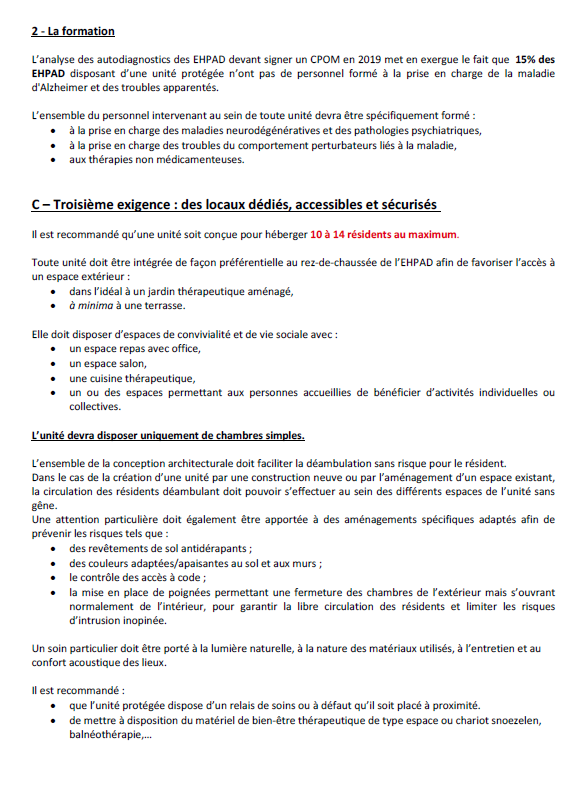 2 - La formation
L'analyse des autodiagnostics des EHPAD devant signer un CPOM en 2019 met en exergue le fait que 15% des
EHPAD disposant d'une unité protégée n'ont pas de personnel formé à la prise en charge de la maladie
d'Alzheimer et des troubles apparentés.
L'ensemble du personnel intervenant au sein de toute unité devra être spécifiquement formé :
• à la prise en charge des maladies neurodégénératives et des pathologies psychiatriques,
• à la prise en charge des troubles du comportement perturbateurs liés à la maladie,
• aux thérapies non médicamenteuses.
C – Troisième exigence : des locaux dédiés, accessibles et sécurisés
Il est recommandé qu'une unité soit conçue pour héberger 10 à 14 résidents au maximum.
Toute unité doit être intégrée de façon préférentielle au rez-de-chaussée de l'EHPAD afin de favoriser l'accès à
un espace extérieur :
• dans l'idéal à un jardin thérapeutique aménagé,
• à minima à une terrasse.
Elle doit disposer d'espaces de convivialité et de vie sociale avec :
• un espace repas avec office,
• un espace salon,
• une cuisine thérapeutique,
• un ou des espaces permettant aux personnes accueillies de bénéficier d'activités individuelles ou
collectives.
L'unité devra disposer uniquement de chambres simples.
L'ensemble de la conception architecturale doit faciliter la déambulation sans risque pour le résident.
Dans le cas de la création d'une unité par une construction neuve ou par l'aménagement d'un espace existant,
la circulation des résidents déambulant doit pouvoir s'effectuer au sein des différents espaces de l'unité sans
gêne.
Une attention particulière doit également être apportée à des aménagements spécifiques adaptés afin de
prévenir les risques tels que :
• des revêtements de sol antidérapants ;
• des couleurs adaptées/apaisantes au sol et aux murs ;
• le contrôle des accès à code ;
• la mise en place de poignées permettant une fermeture des chambres de l'extérieur mais s'ouvrant
normalement de l'intérieur, pour garantir la libre circulation des résidents et limiter les risques
d'intrusion inopinée.
Un soin particulier doit être porté à la lumière naturelle, à la nature des matériaux utilisés, à l'entretien et au
confort acoustique des lieux.
Il est recommandé :
• que l'unité protégée dispose d'un relais de soins ou à défaut qu'il soit placé à proximité.
• de mettre à disposition du matériel de bien-être thérapeutique de type espace ou chariot snoezelen,
balnéothérapie,…